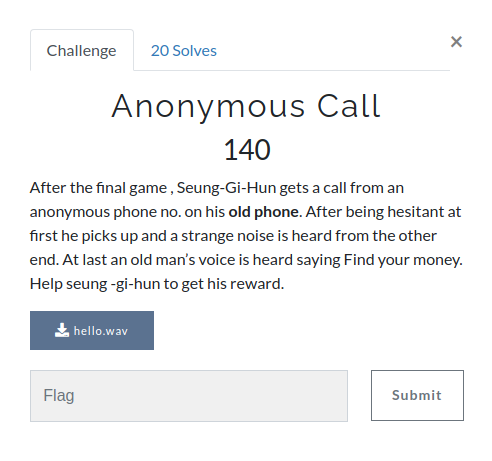 Challenge
20 Solves
×
Anonymous Call
140
After the final game , Seung-Gi-Hun gets a call from an
anonymous phone no. on his old phone. After being hesitant at
first he picks up and a strange noise is heard from the other
end. At last an old man’s voice is heard saying Find your money.
Help seung -gi-hun to get his reward.
hello.wav
Flag
Submit